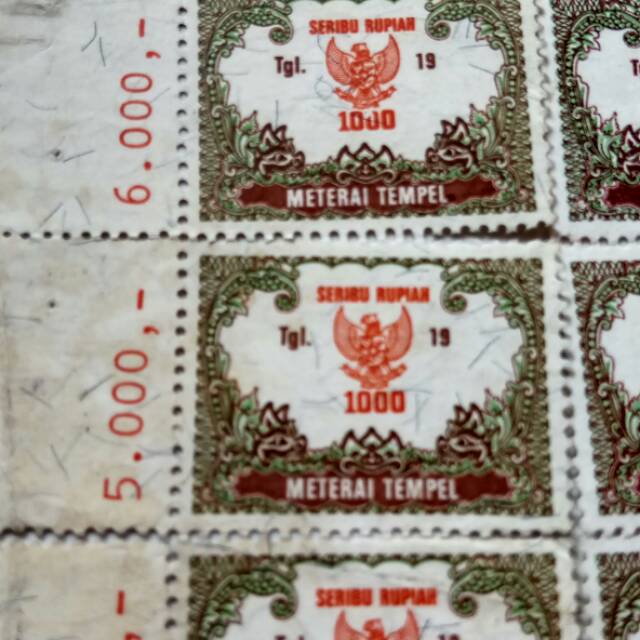 6.000,-
SERIBU RUPIAH
Tgl. 19
1000
METERAI TEMPEL
5.000,-
SERIBU RUPIAH
Tgl. 19
1000
METERAI TEMPEL
SERIBU RUPIAH